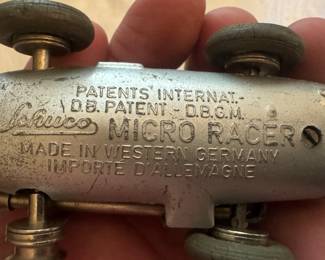 PATENTS INTERNAT.-
D.B. PATENT - D.B.G.M.
Schuco MICRO RACER
MADE IN WESTERN GERMANY
IMPORTE D'ALLEMAGNE